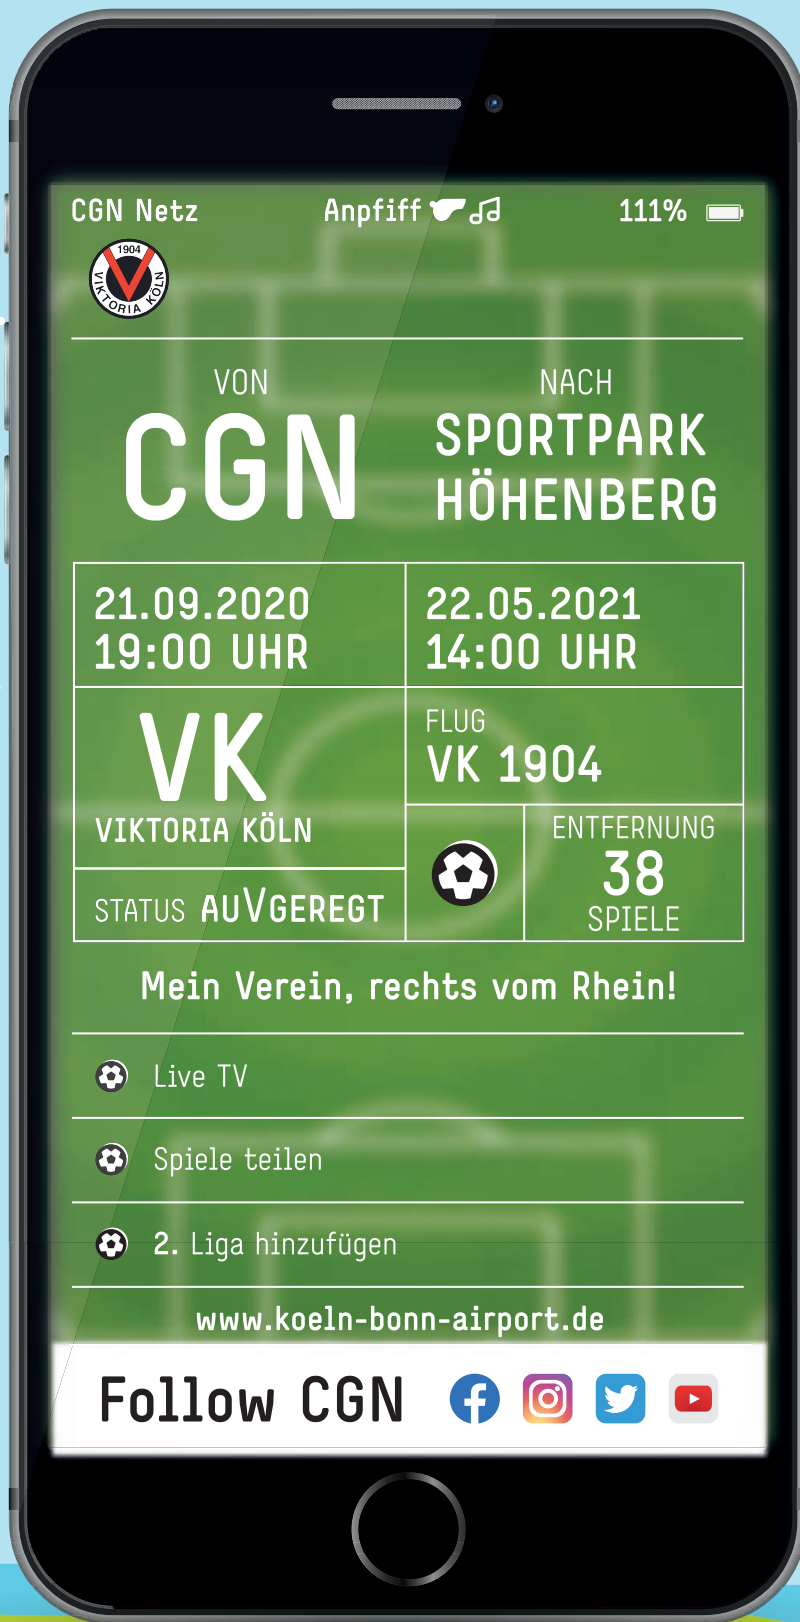 CGN Netz
Anpfiff
111%
1904
VIKTORIA KÖLN
VON
CGN
NACH
SPORTPARK
HÖHENBERG
21.09.2020
19:00 UHR
22.05.2021
14:00 UHR
VK
VIKTORIA KÖLN
FLUG
VK 1904
STATUS AUVGEREGT
ENTFERNUNG
38
SPIELE
Mein Verein, rechts vom Rhein!
Live TV
Spiele teilen
2. Liga hinzufügen
www.koeln-bonn-airport.de
Follow CGN